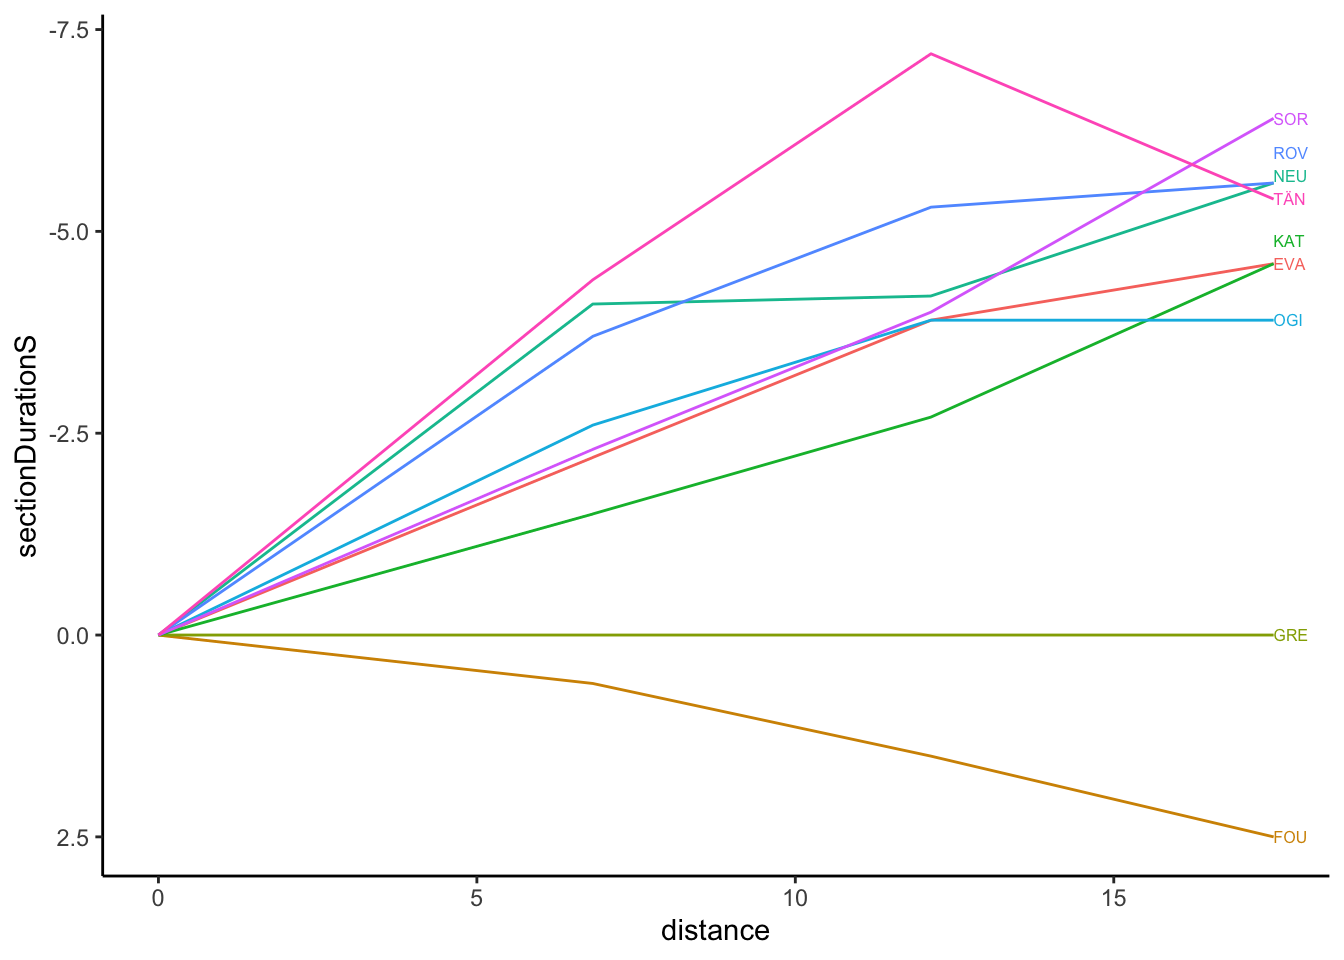 -7.5
-5.0
-2.5
0.0
2.5
sectionDurationS
SOR
ROV
NEU
TÄN
KAT
EVA
OGI
GRE
FOU
0 5 10 15
distance